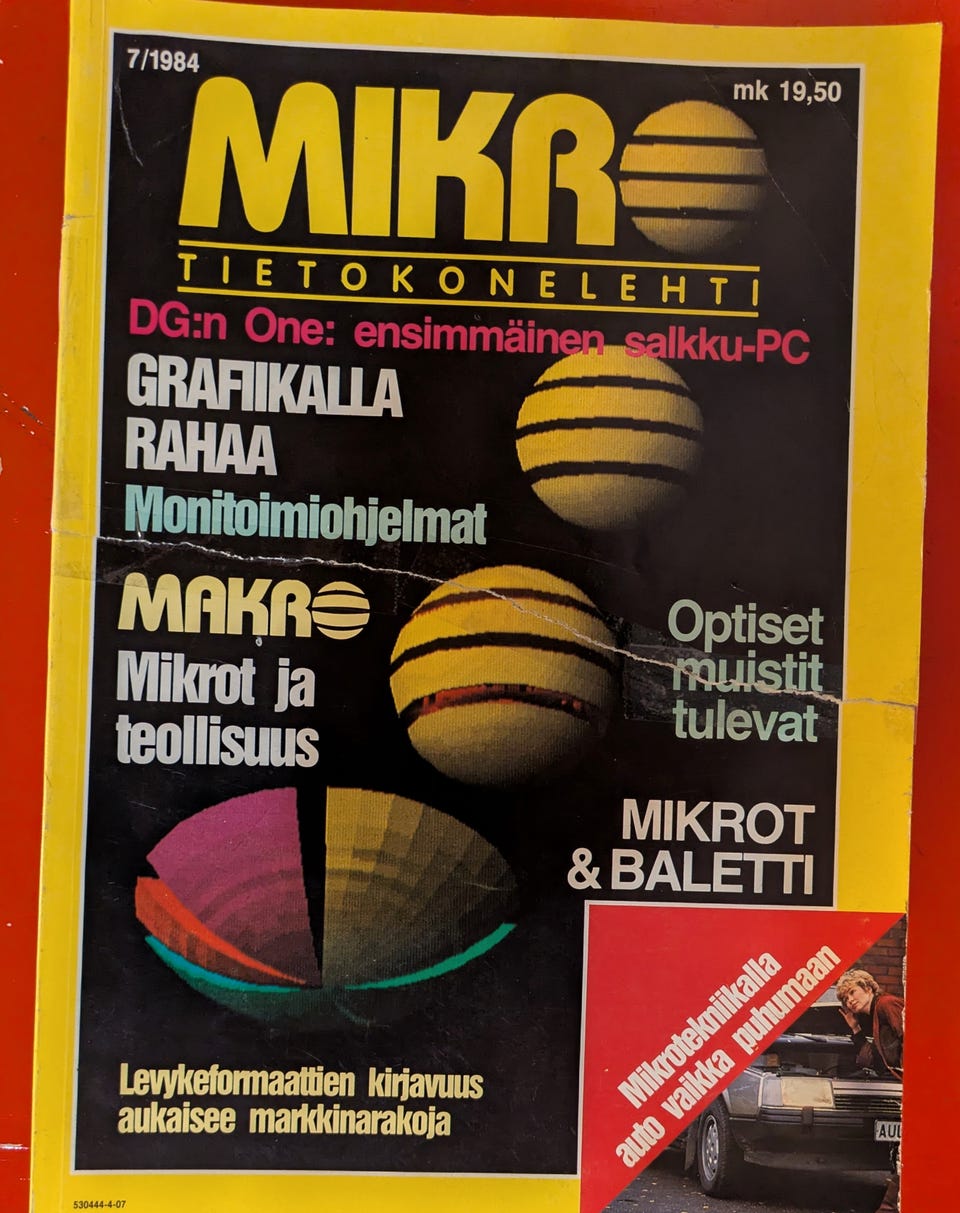 7/1984
mk 19,50
MIKRO
TIETOKONELEHTI
DG:n One: ensimmäinen salkku-PC
GRAFIIKALLA
RAHAA
Monitoimiohjelmat
MAKRO
Mikrot ja
teollisuus
Optiset
muistit
tulevat
MIKROT
& BALETTI
Mikrotekniikalla
auto vaikka puhumaan
AUU
Levykeformaattien kirjavuus
aukaisee markkinarakoja
530444-4-07